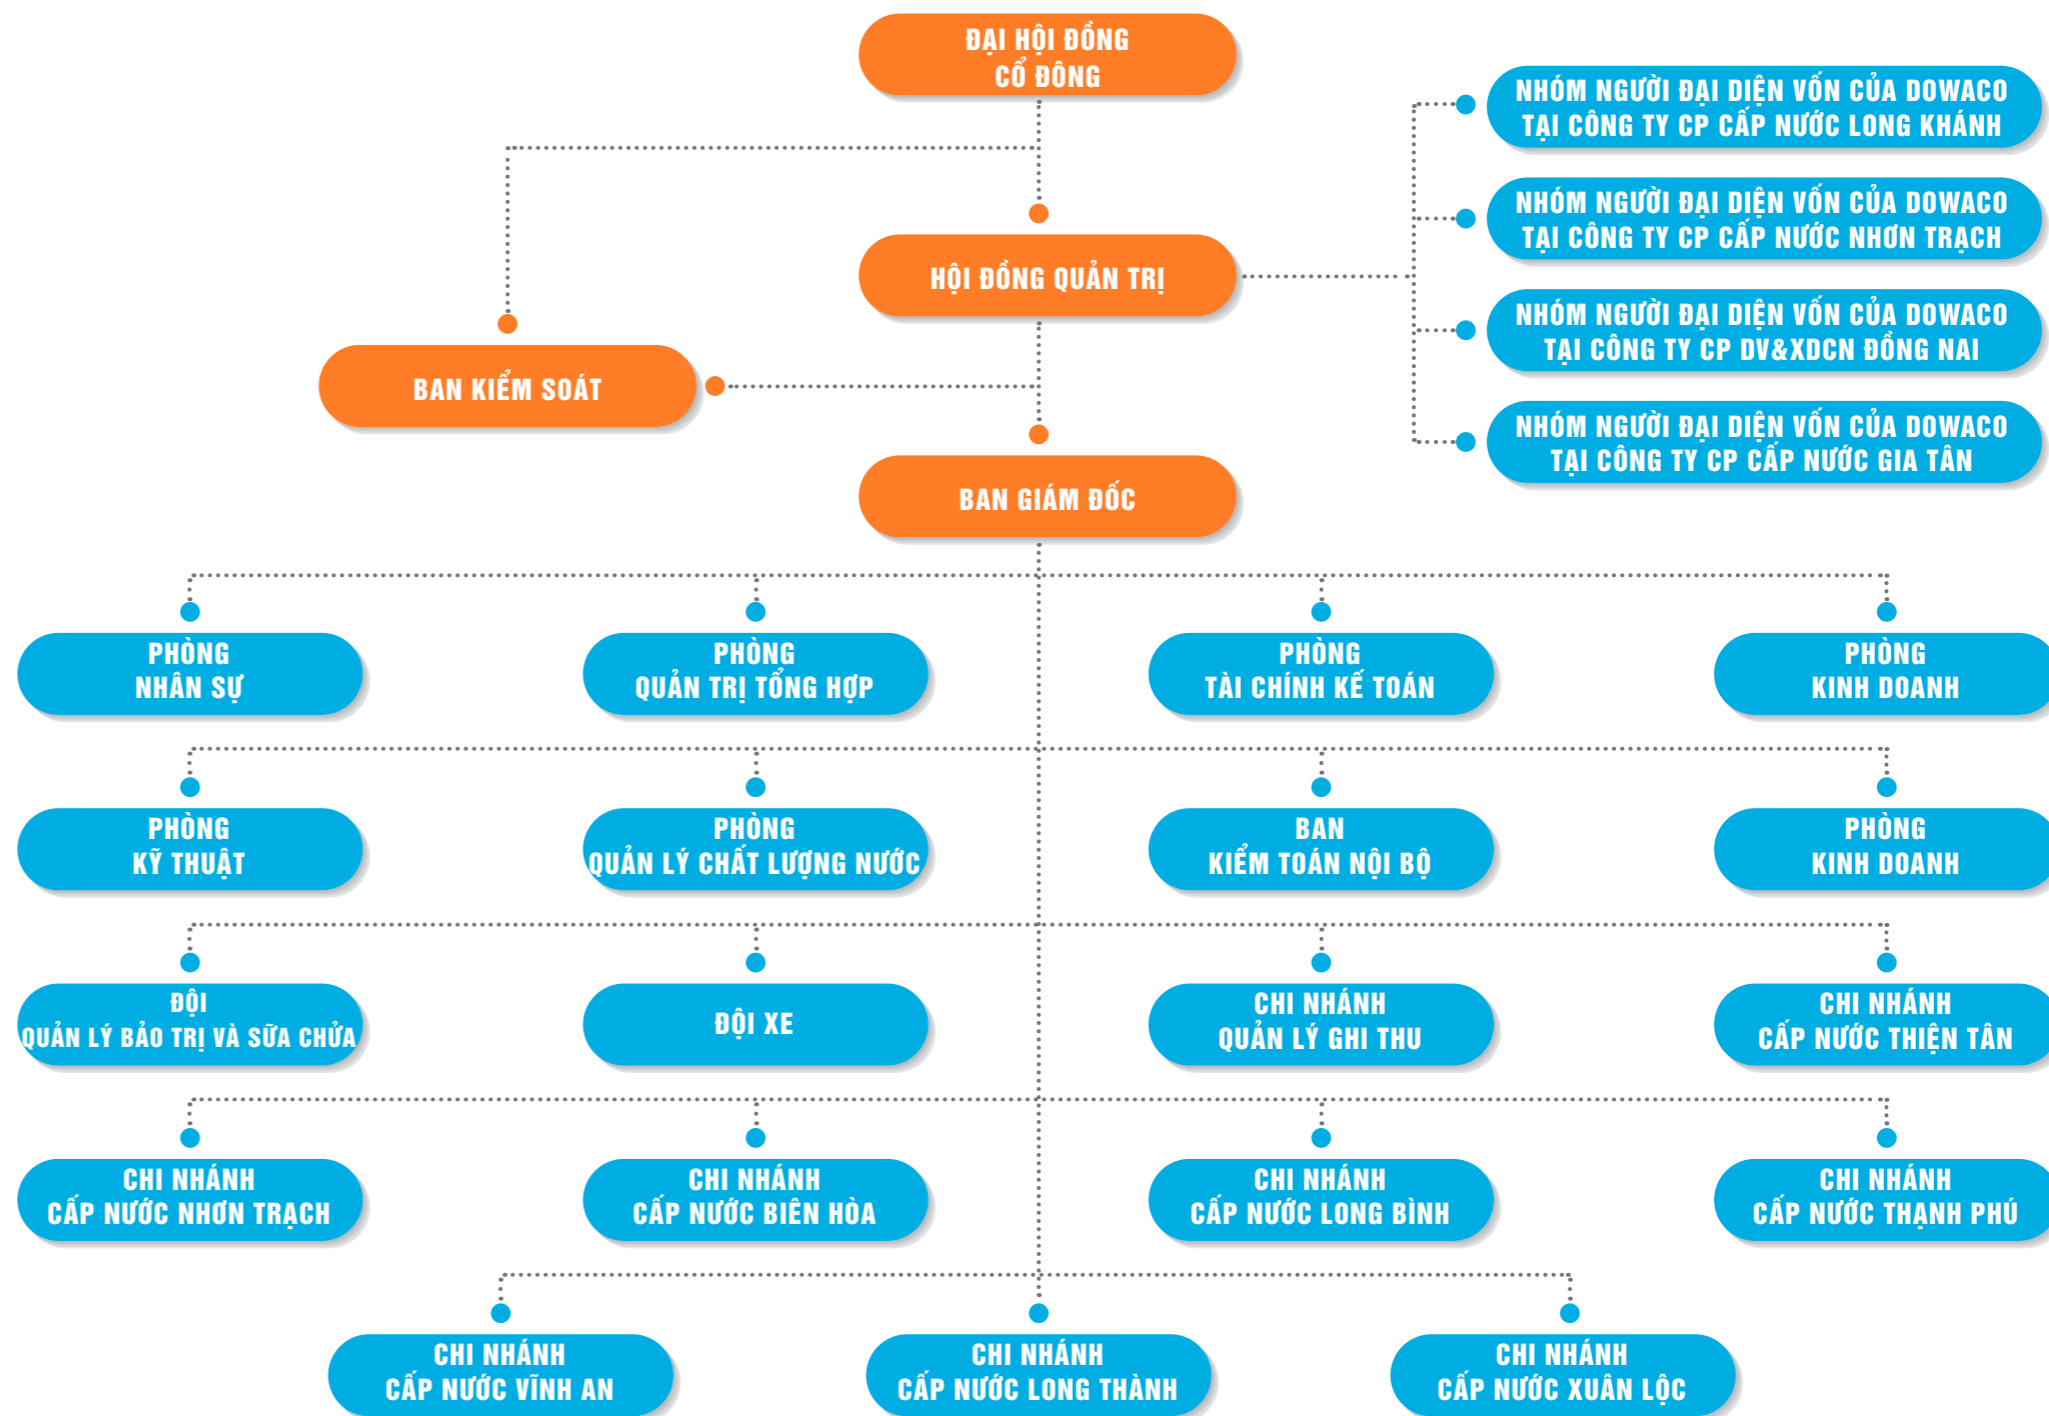 ĐẠI HỘI ĐỒNG
CỔ ĐÔNG
NHÓM NGƯỜI ĐẠI DIỆN VỐN CỦA DOWACO
TẠI CÔNG TY CP CẤP NƯỚC LONG KHÁNH
NHÓM NGƯỜI ĐẠI DIỆN VỐN CỦA DOWACO
TẠI CÔNG TY CP CẤP NƯỚC NHƠN TRẠCH
HỘI ĐỒNG QUẢN TRỊ
NHÓM NGƯỜI ĐẠI DIỆN VỐN CỦA DOWACO
TẠI CÔNG TY CP DV&XDCN ĐỒNG NAI
BAN KIỂM SOÁT
NHÓM NGƯỜI ĐẠI DIỆN VỐN CỦA DOWACO
TẠI CÔNG TY CP CẤP NƯỚC GIA TÂN
BAN GIÁM ĐỐC
PHÒNG
NHÂN SỰ
PHÒNG
QUẢN TRỊ TỔNG HỢP
PHÒNG
TÀI CHÍNH KẾ TOÁN
PHÒNG
KINH DOANH
PHÒNG
KỸ THUẬT
PHÒNG
QUẢN LÝ CHẤT LƯỢNG NƯỚC
BAN
KIỂM TOÁN NỘI BỘ
PHÒNG
KINH DOANH
ĐỘI
QUẢN LÝ BẢO TRỊ VÀ SỮA CHỬA
ĐỘI XE
CHI NHÁNH
QUẢN LÝ GHI THU
CHI NHÁNH
CẤP NƯỚC THIỆN TÂN
CHI NHÁNH
CẤP NƯỚC NHƠN TRẠCH
CHI NHÁNH
CẤP NƯỚC BIÊN HÒA
CHI NHÁNH
CẤP NƯỚC LONG BÌNH
CHI NHÁNH
CẤP NƯỚC THẠNH PHÚ
CHI NHÁNH
CẤP NƯỚC VĨNH AN
CHI NHÁNH
CẤP NƯỚC LONG THÀNH
CHI NHÁNH
CẤP NƯỚC XUÂN LỘC